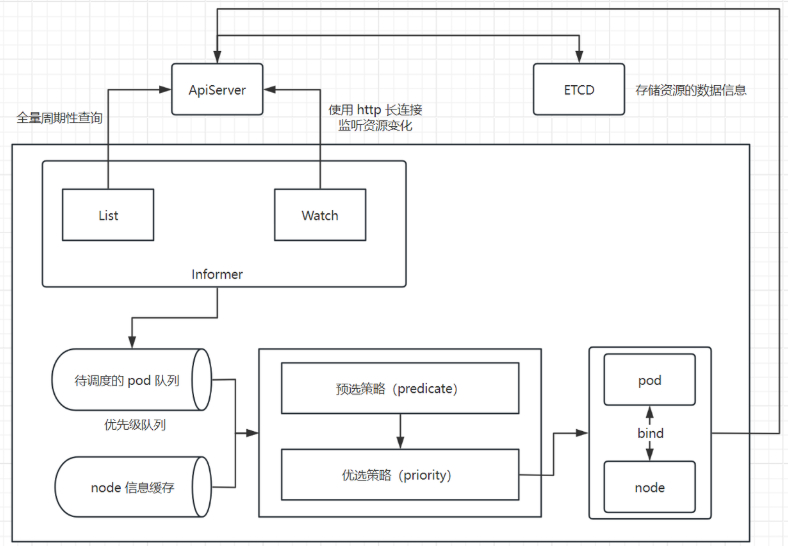 ApiServer
ETCD
存储资源的数据信息
全量周期性查询
使用 http 长连接
监听资源变化
List
Watch
Informer
待调度的 pod 队列
优先级队列
node 信息缓存
预选策略（predicate）
优选策略（priority）
pod
bind
node